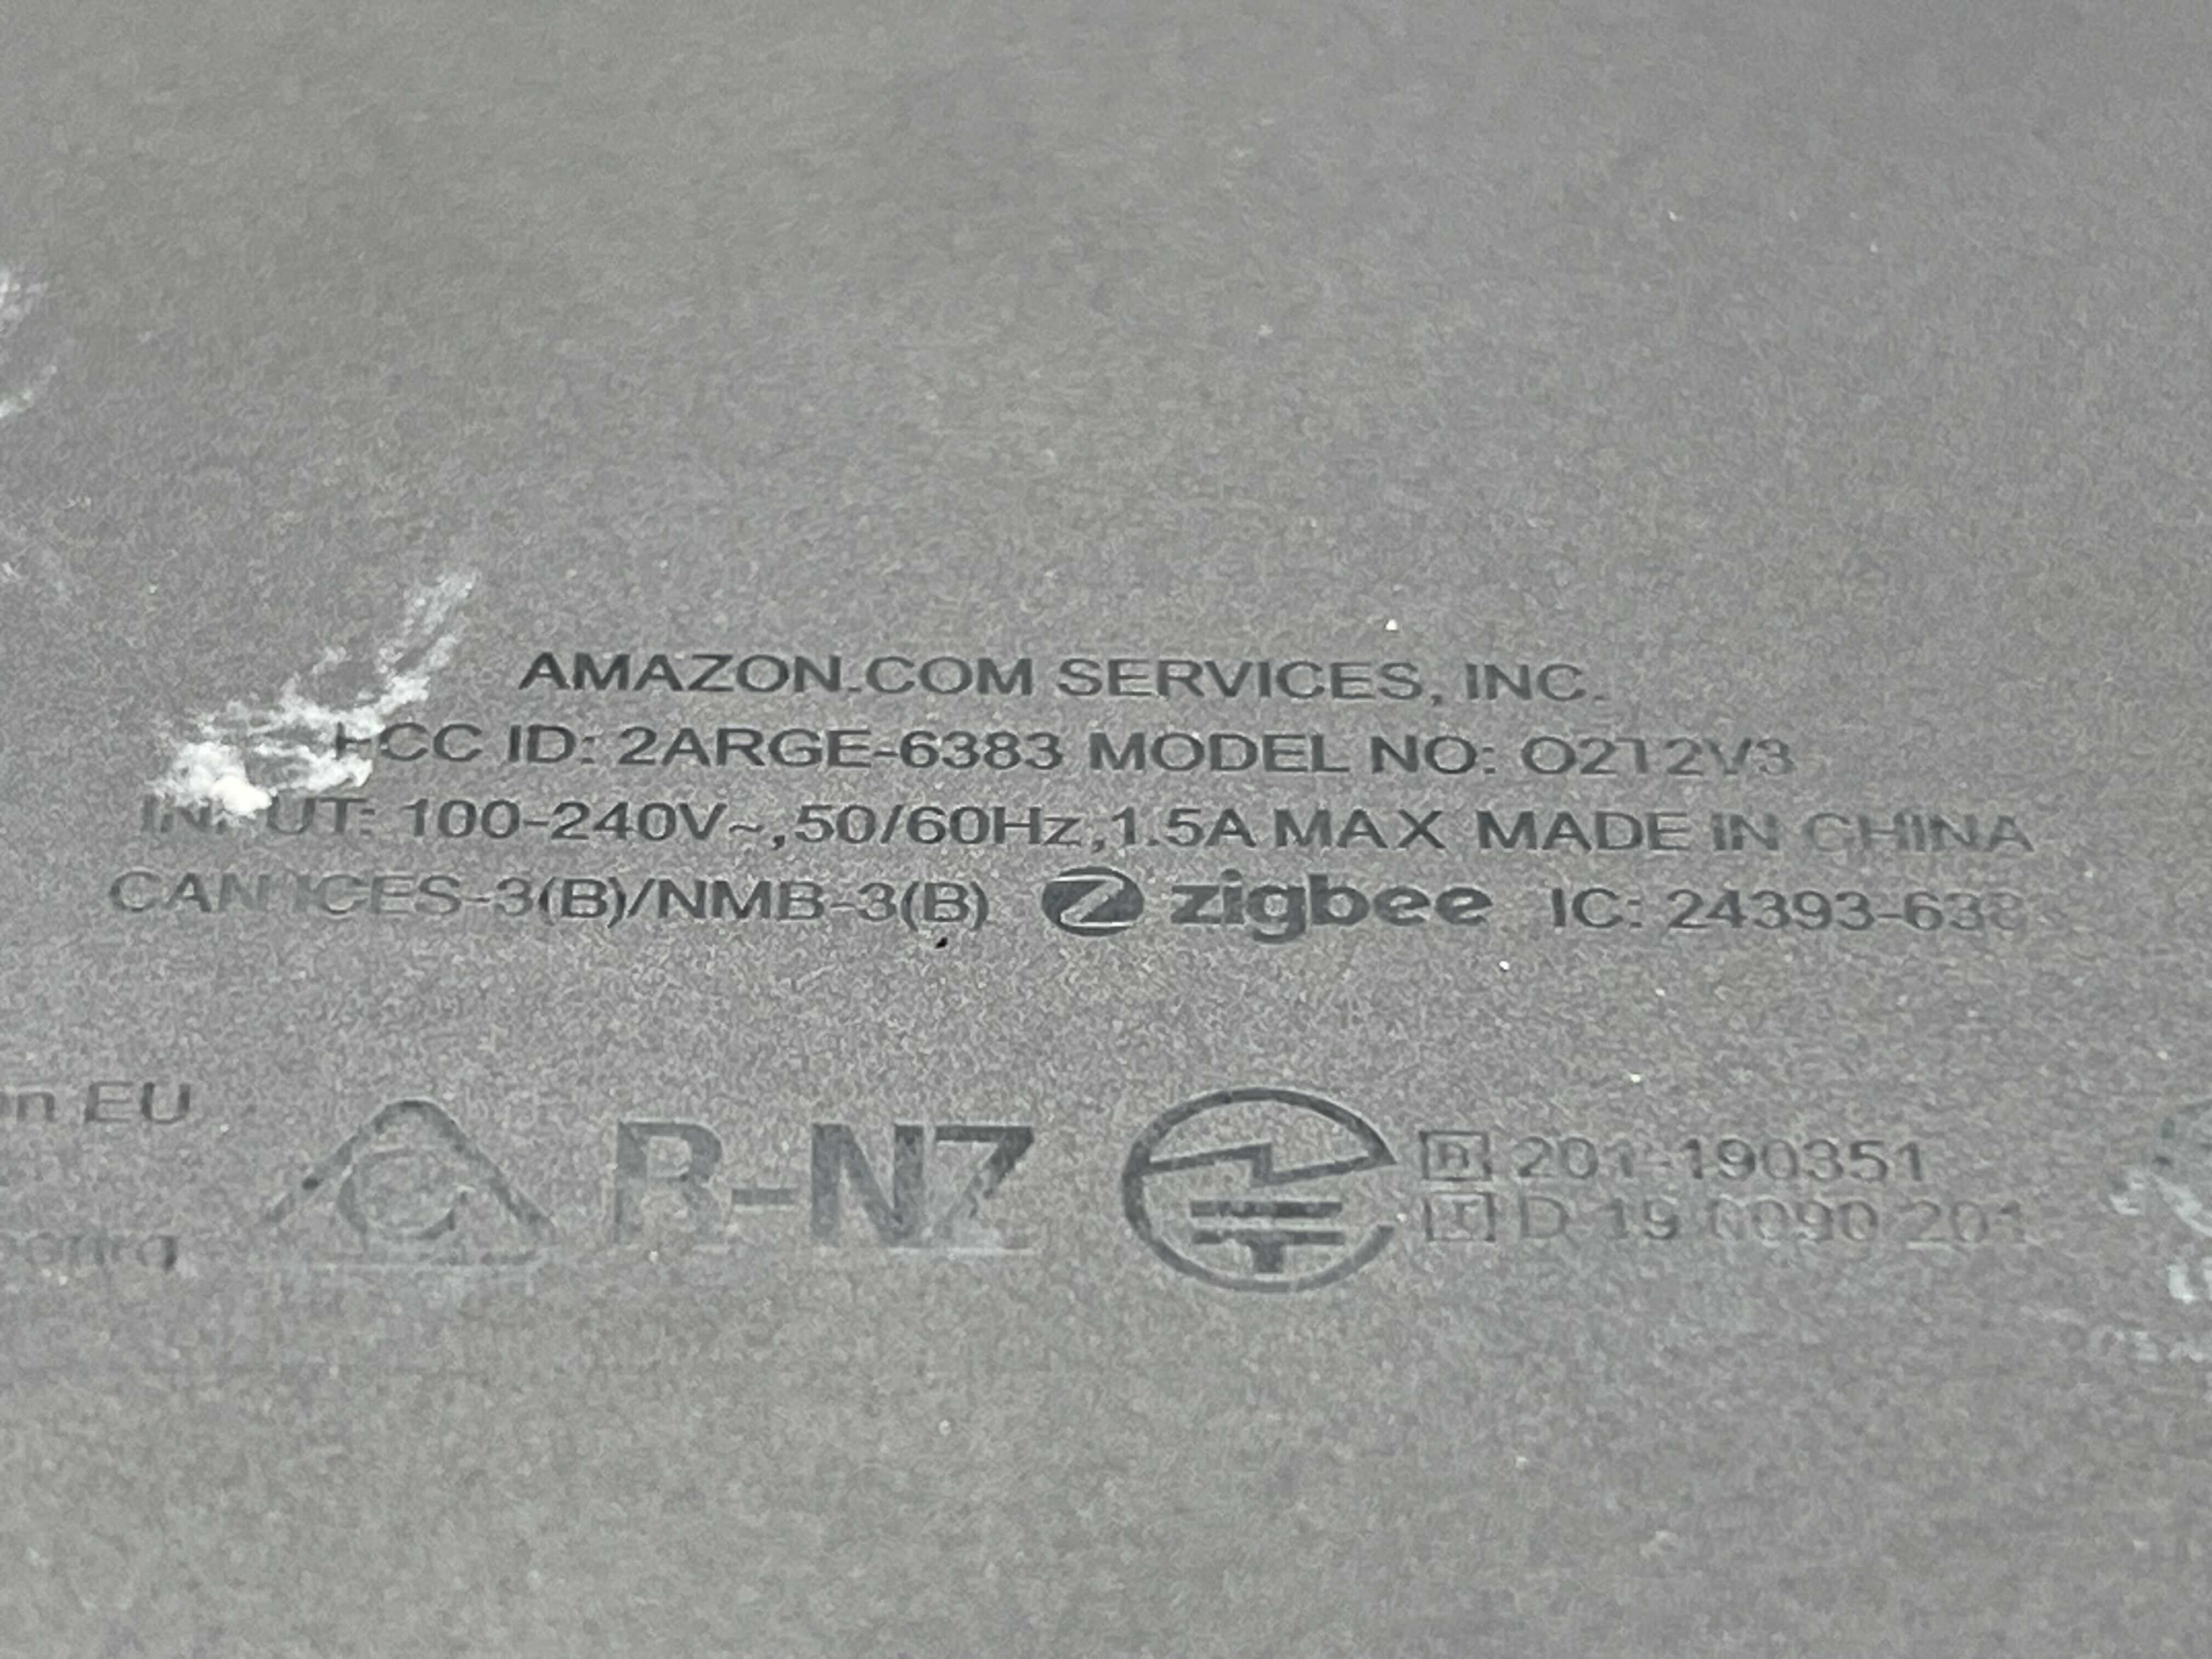 AMAZON.COM SERVICES, INC.
FCC ID: 2ARGE-6383 MODEL NO: O2T2V3
INPUT: 100-240V~,50/60Hz,1.5A MAX MADE IN CHINA
CAN ICES-3(B)/NMB-3(B) zigbee IC: 24393-638
EU
R-NZ
R 201-190351
T D 19 0090 201